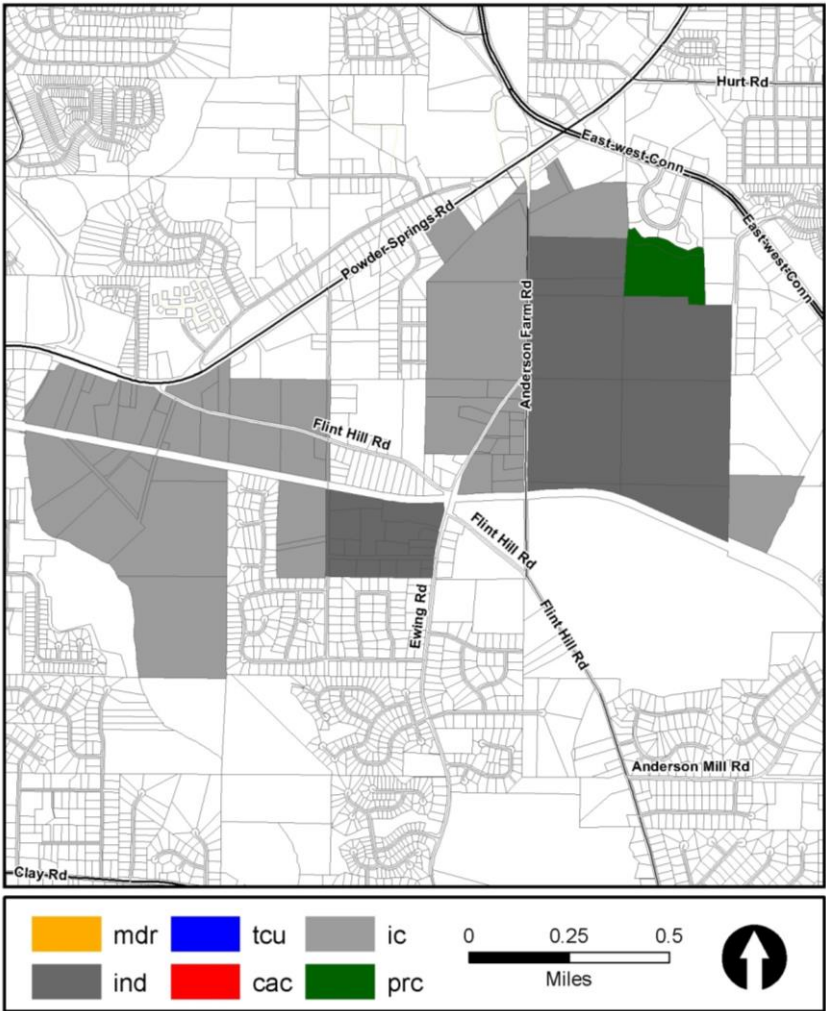 Hurt Rd
East-west-Conn
East-west-Conn
Powder-Springs-Rd
Anderson Farm Rd
Flint Hill Rd
Flint Hill Rd
Ewing Rd
Flint Hill Rd
Anderson Mill Rd
Clay-Rd
mdr tcu ic 0 0.25 0.5
ind cac prc Miles